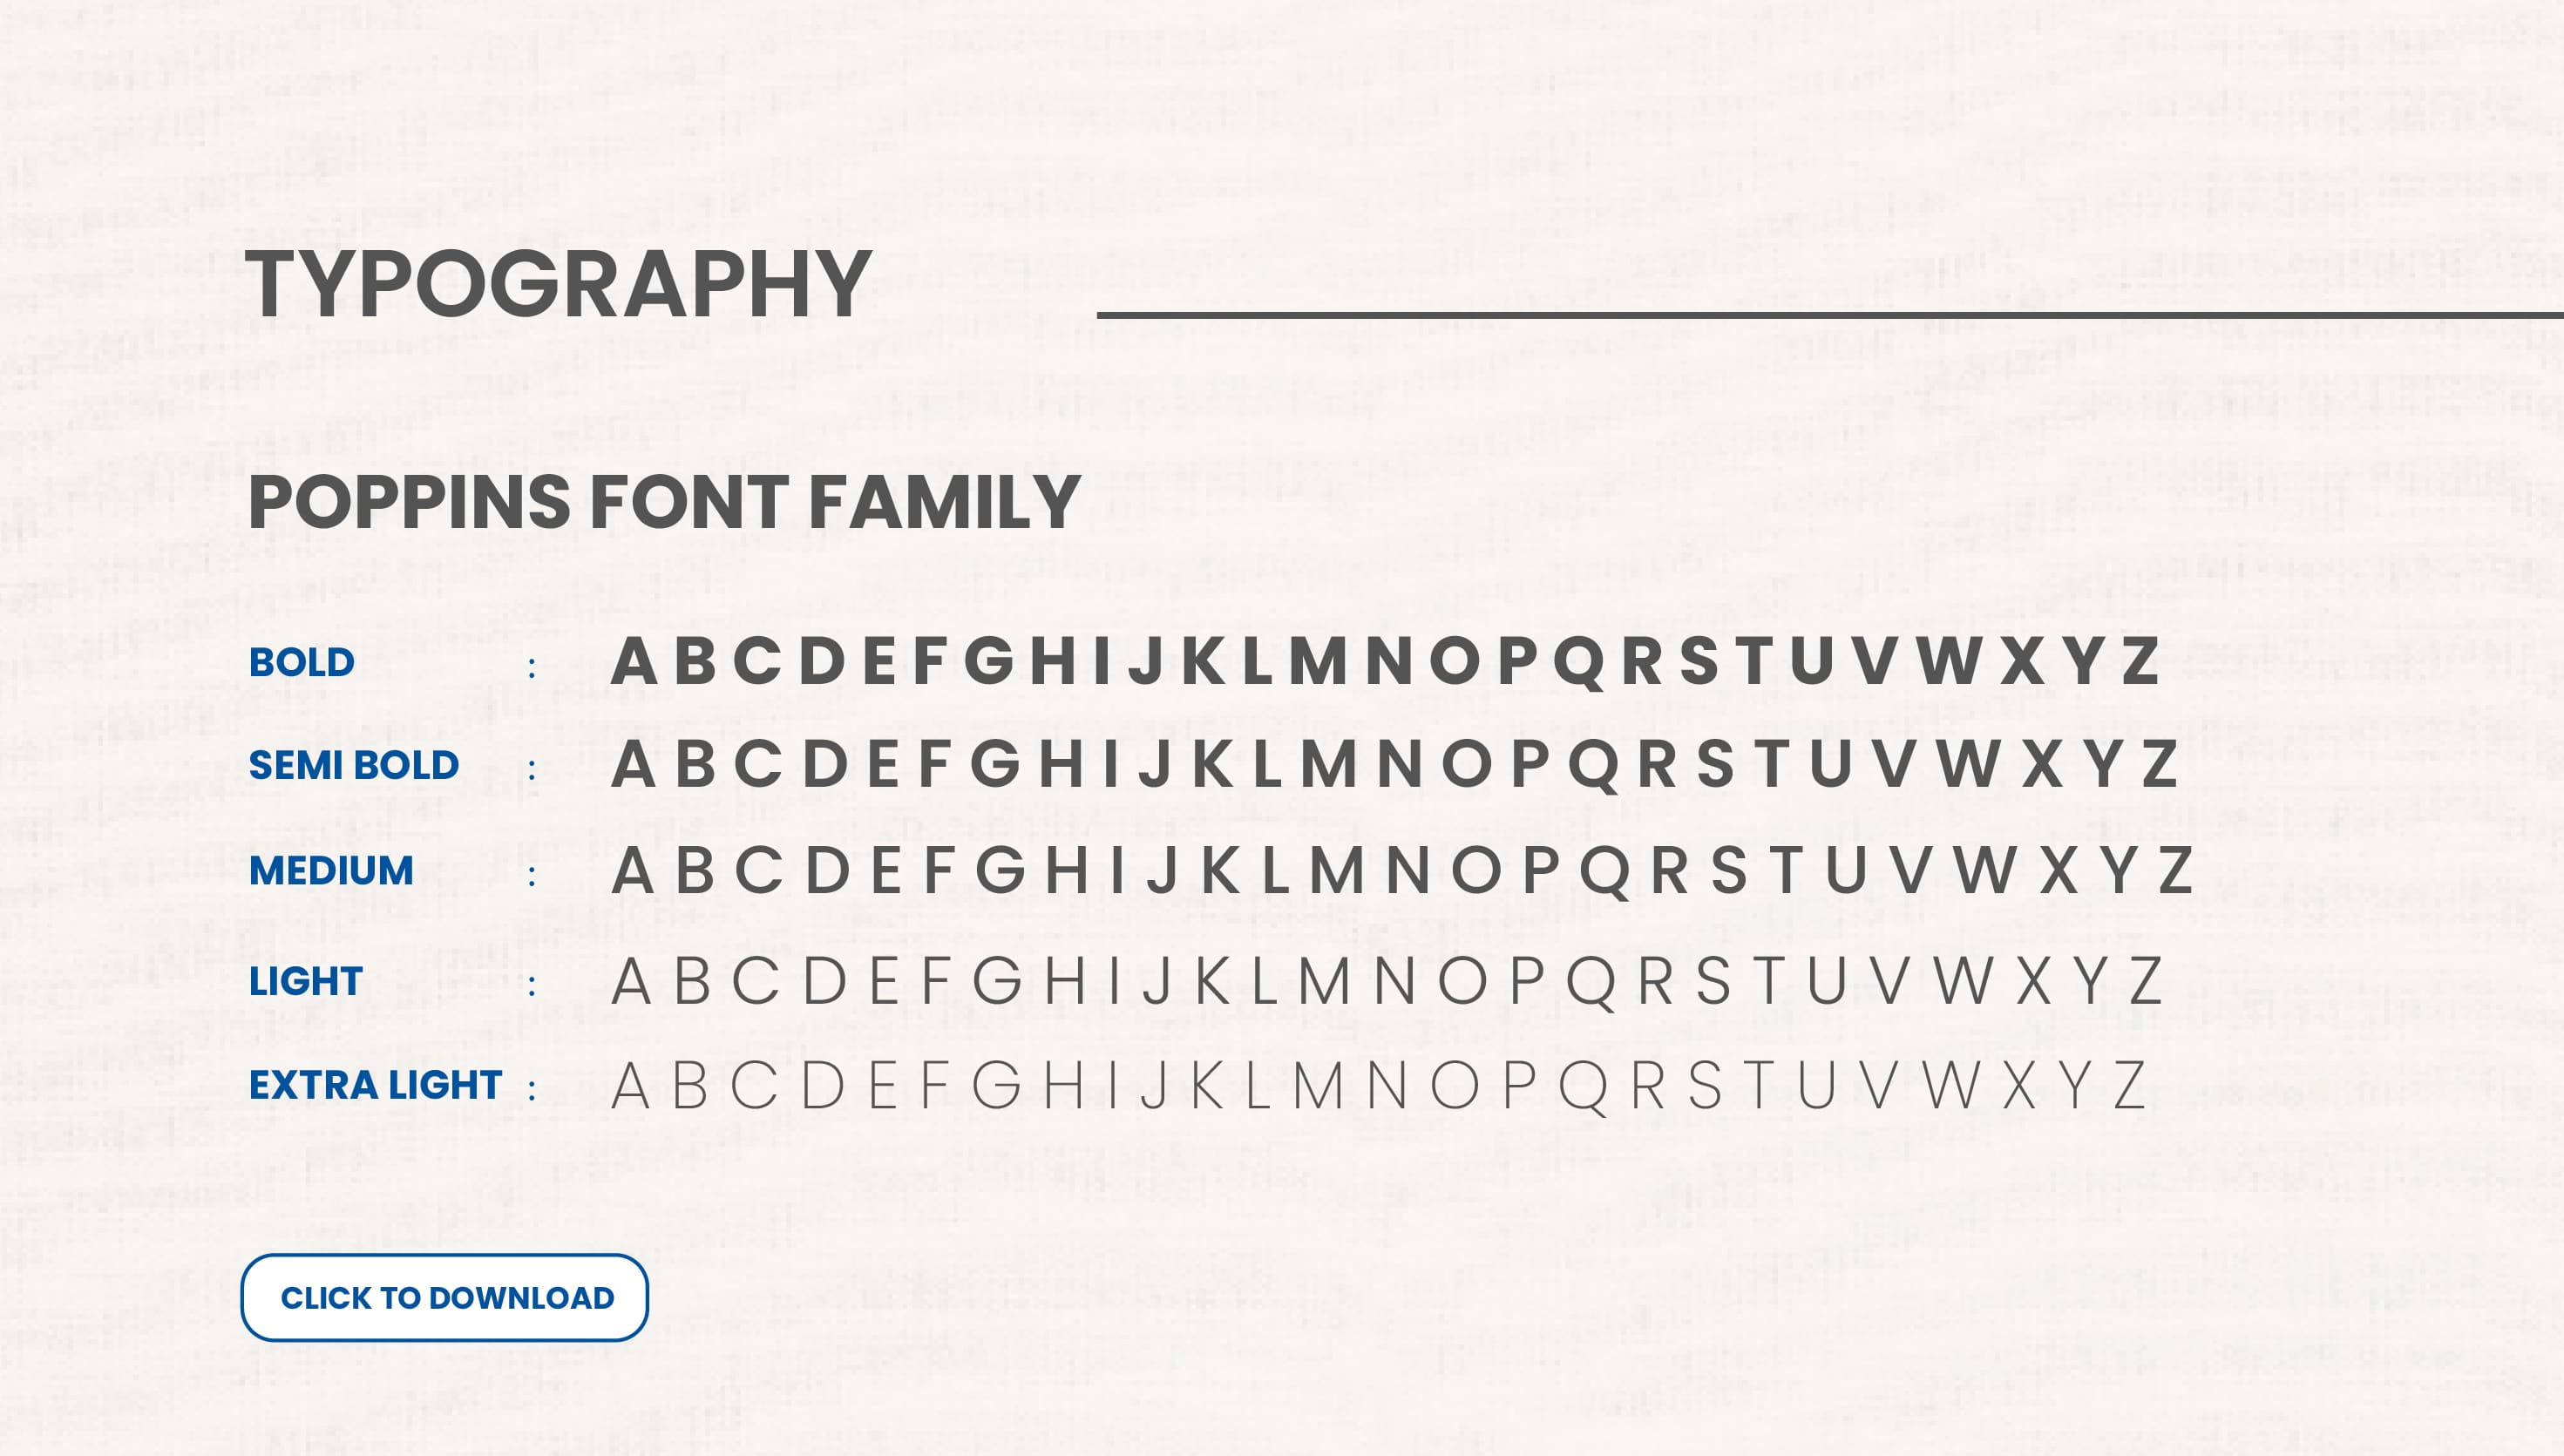 TYPOGRAPHY
POPPINS FONT FAMILY
BOLD : A B C D E F G H I J K L M N O P Q R S T U V W X Y Z
SEMI BOLD : A B C D E F G H I J K L M N O P Q R S T U V W X Y Z
MEDIUM : A B C D E F G H I J K L M N O P Q R S T U V W X Y Z
LIGHT : A B C D E F G H I J K L M N O P Q R S T U V W X Y Z
EXTRA LIGHT : A B C D E F G H I J K L M N O P Q R S T U V W X Y Z
CLICK TO DOWNLOAD